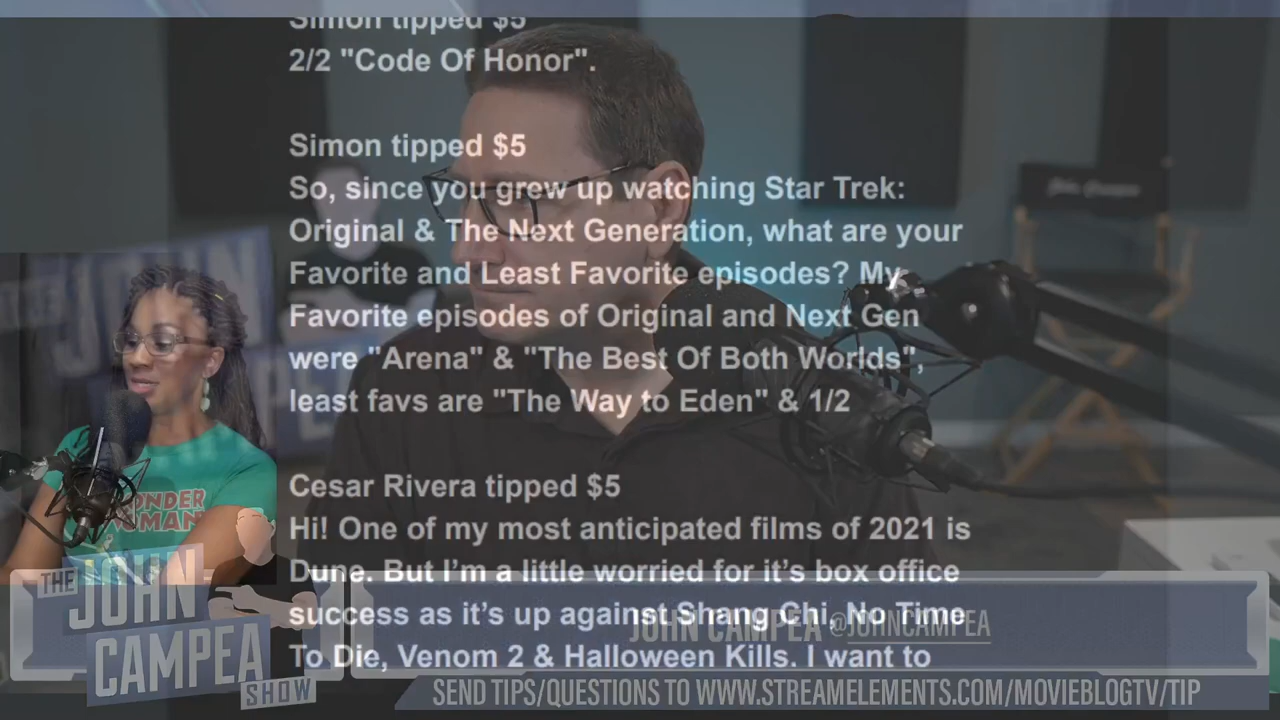 Simon tipped $5
2/2 "Code Of Honor".
Simon tipped $5
So, since you grew up watching Star Trek:
Original & The Next Generation, what are your
Favorite and Least Favorite episodes? My
Favorite episodes of Original and Next Gen
were "Arena" & "The Best Of Both Worlds",
least favs are "The Way to Eden" & 1/2
Cesar Rivera tipped $5
Hi! One of my most anticipated films of 2021 is
Dune. But I'm a little worried for it's box office
success as it's up against Shang Chi, No Time
To Die, Venom 2 & Halloween Kills. I want to
JOHN
WONDER
WOMAN
THE
JOHN
CAMPEA
SHOW
JOHN CAMPEA @JOHNCAMPEA
SEND TIPS/QUESTIONS TO WWW.STREAMELEMENTS.COM/MOVIEBLOGTV/TIP